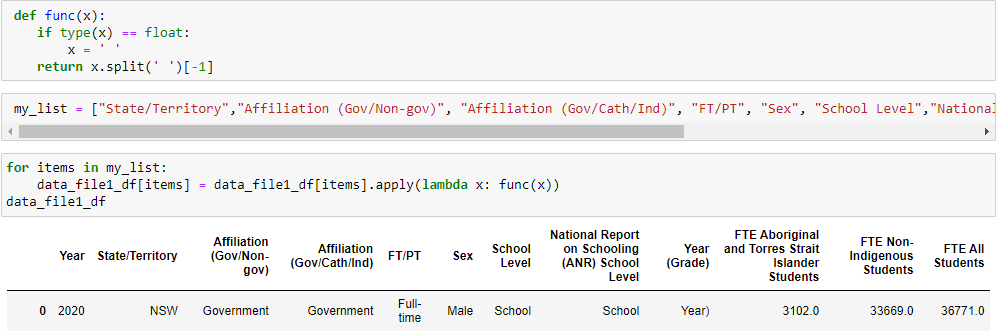 def func(x):
if type(x) == float:
x = ' '
return x.split(' ')[-1]
my_list = ["State/Territory","Affiliation (Gov/Non-gov)", "Affiliation (Gov/Cath/Ind)", "FT/PT", "Sex", "School Level","National
for items in my_list:
data_file1_df[items] = data_file1_df[items].apply(lambda x: func(x))
data_file1_df
Year State/Territory Affiliation (Gov/Non-gov) Affiliation (Gov/Cath/Ind) FT/PT Sex School Level National Report on Schooling (ANR) School Level Year (Grade) FTE Aboriginal and Torres Strait Islander Students FTE Non-Indigenous Students FTE All Students
0 2020 NSW Government Government Full-time Male School School Year) 3102.0 33669.0 36771.0